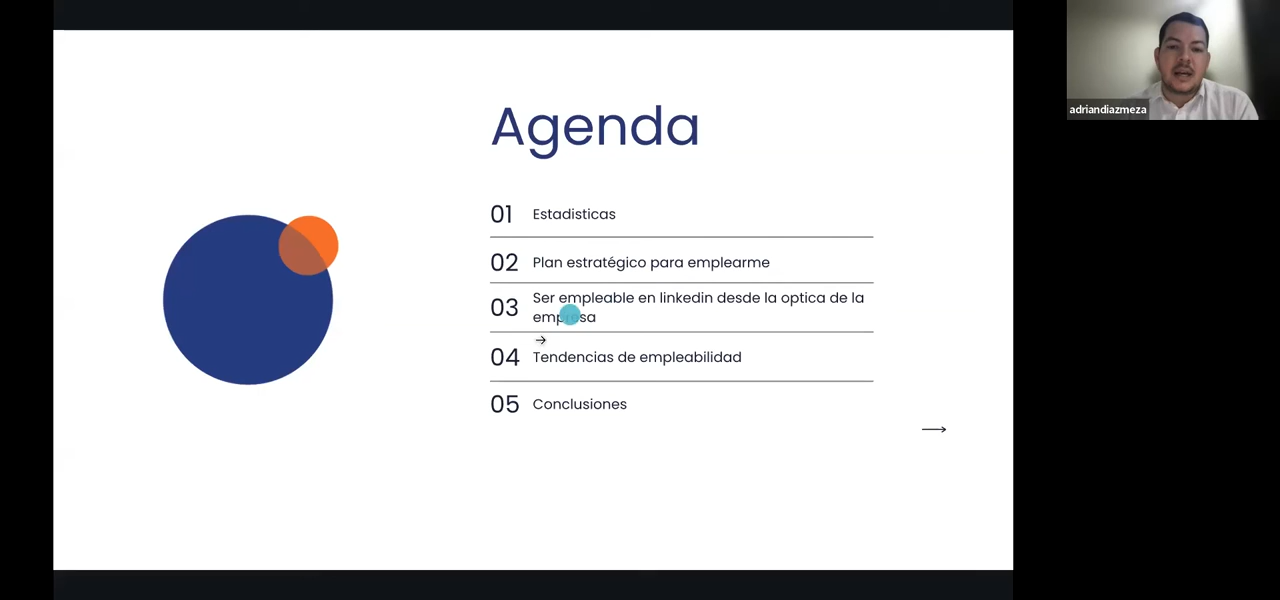 adriandiazmeza
Agenda
01 Estadisticas
02 Plan estratégico para emplearme
03 Ser empleable en linkedin desde la optica de la
empresa
04 Tendencias de empleabilidad
05 Conclusiones